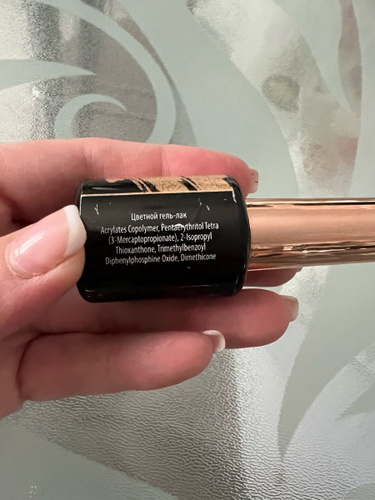 Цветной гель-лак
Acrylates Copolymer, Pentaerythritol Tetra
(3-Mercaptopropionate), 2-Isopropyl
Thioxanthone, Trimethylbenzoyl
Diphenylphosphine Oxide, Dimethicone